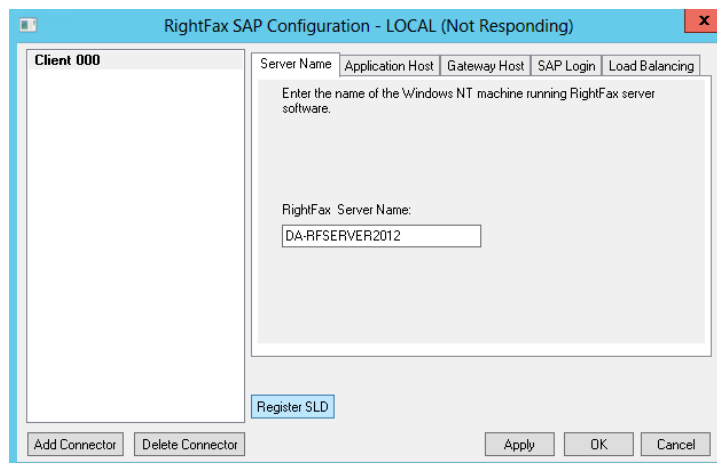 RightFax SAP Configuration - LOCAL (Not Responding)
x
Client 000
Server Name
Application Host
Gateway Host
SAP Login
Load Balancing
Enter the name of the Windows NT machine running RightFax server
software.
RightFax Server Name:
DA-RFSERVER2012
Register SLD
Add Connector
Delete Connector
Apply
OK
Cancel